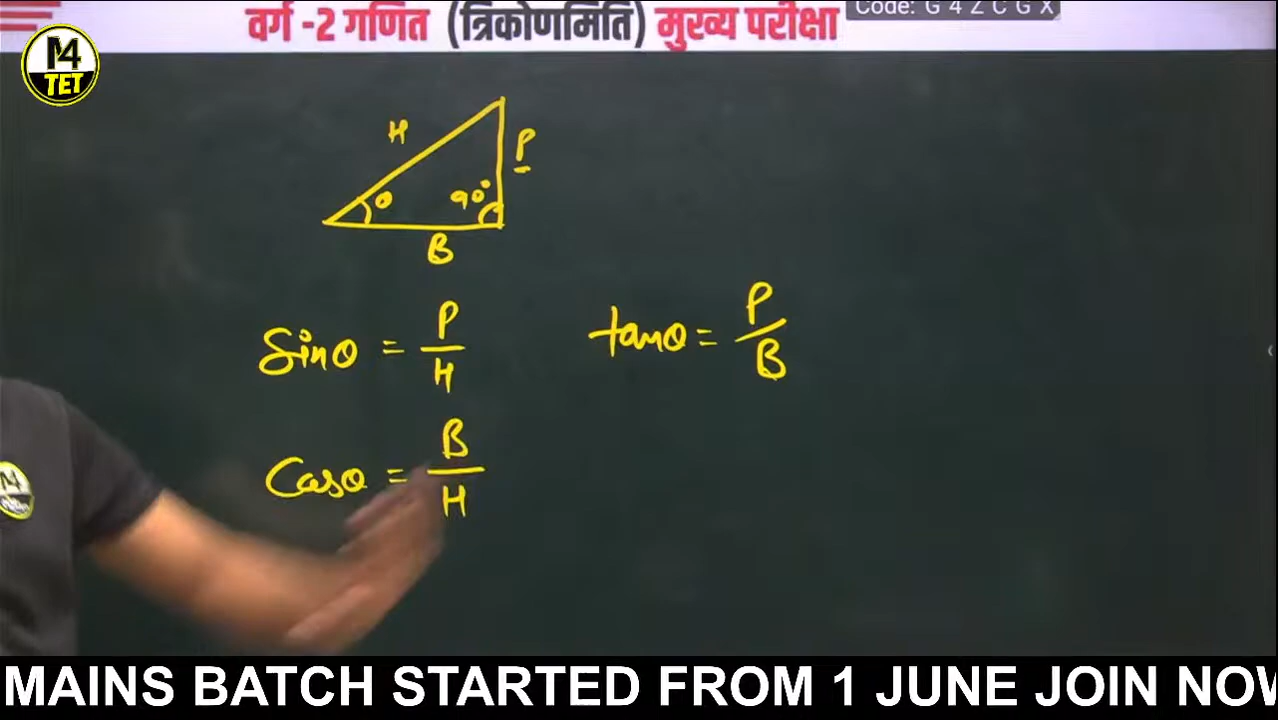 वर्ग -2 गणित (त्रिकोणमिति) मुख्य परीक्षा
Code: G 4 Z C G X
M4
TET
H
P
θ
90°
B
Sinθ = P/H
tanθ = P/B
Cosθ = B/H
MAINS BATCH STARTED FROM 1 JUNE JOIN NOW